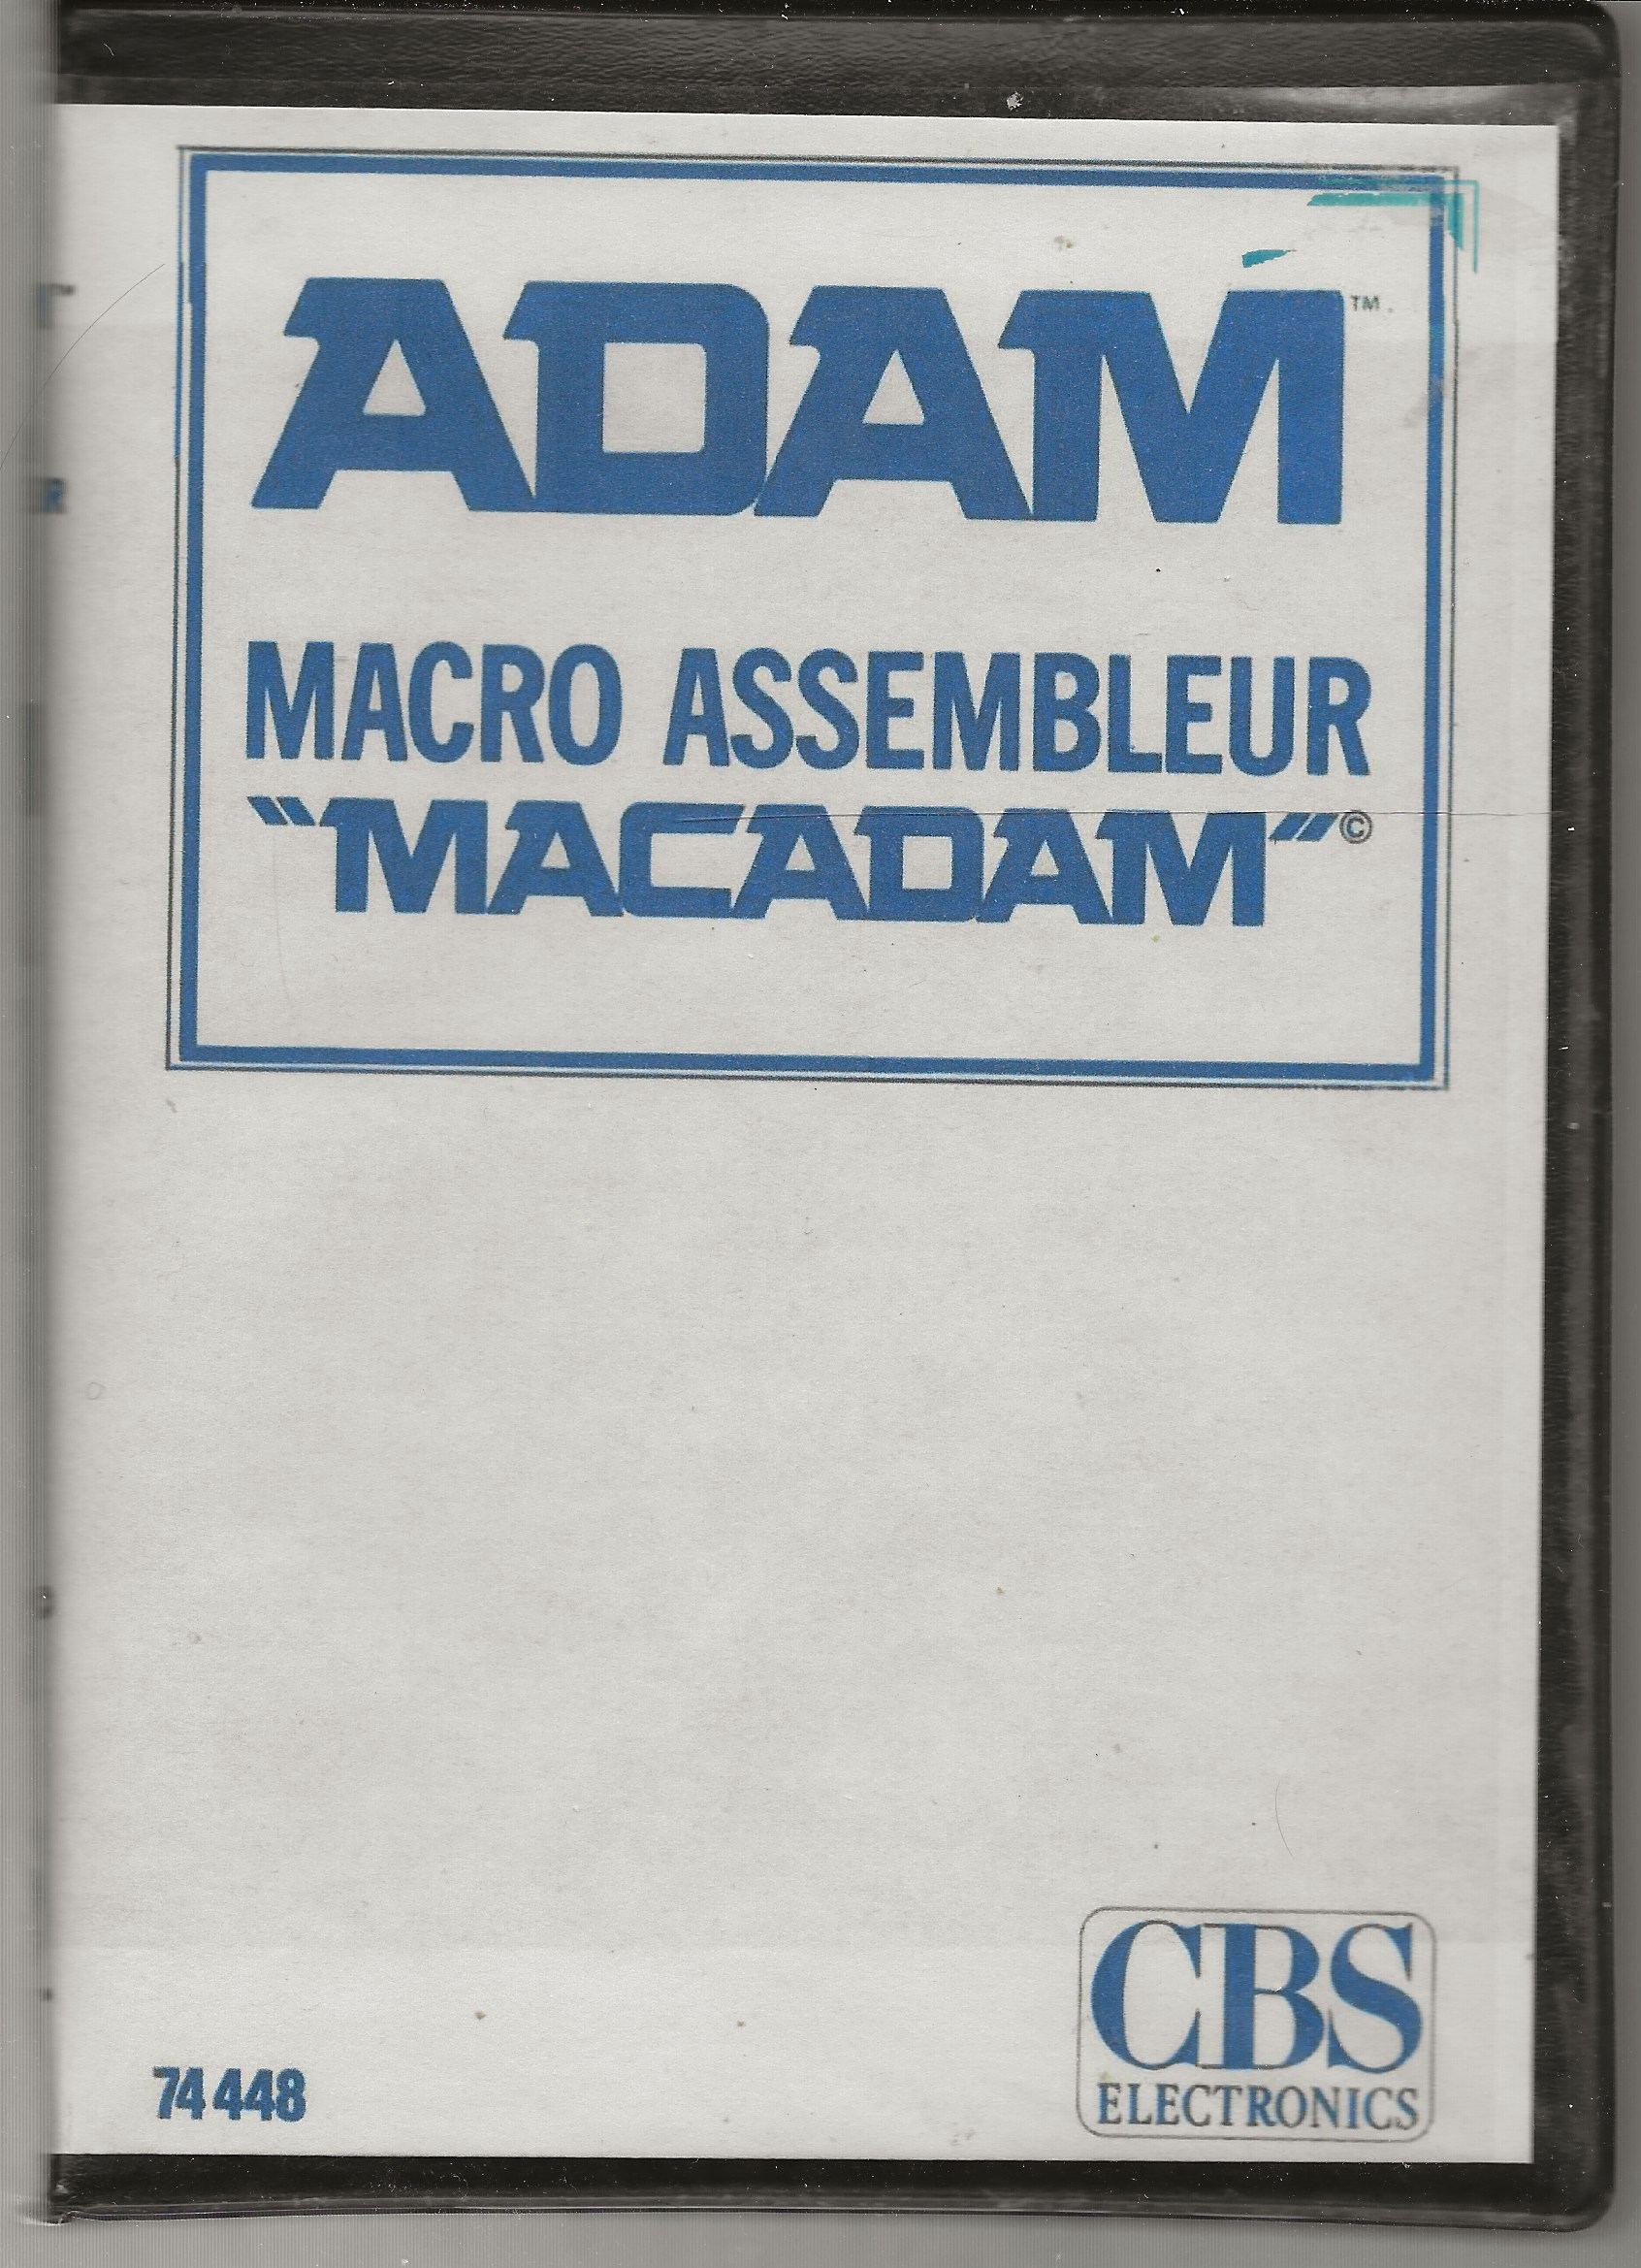 ADAM™
MACRO ASSEMBLEUR
"MACADAM"©
74 448
CBS
ELECTRONICS